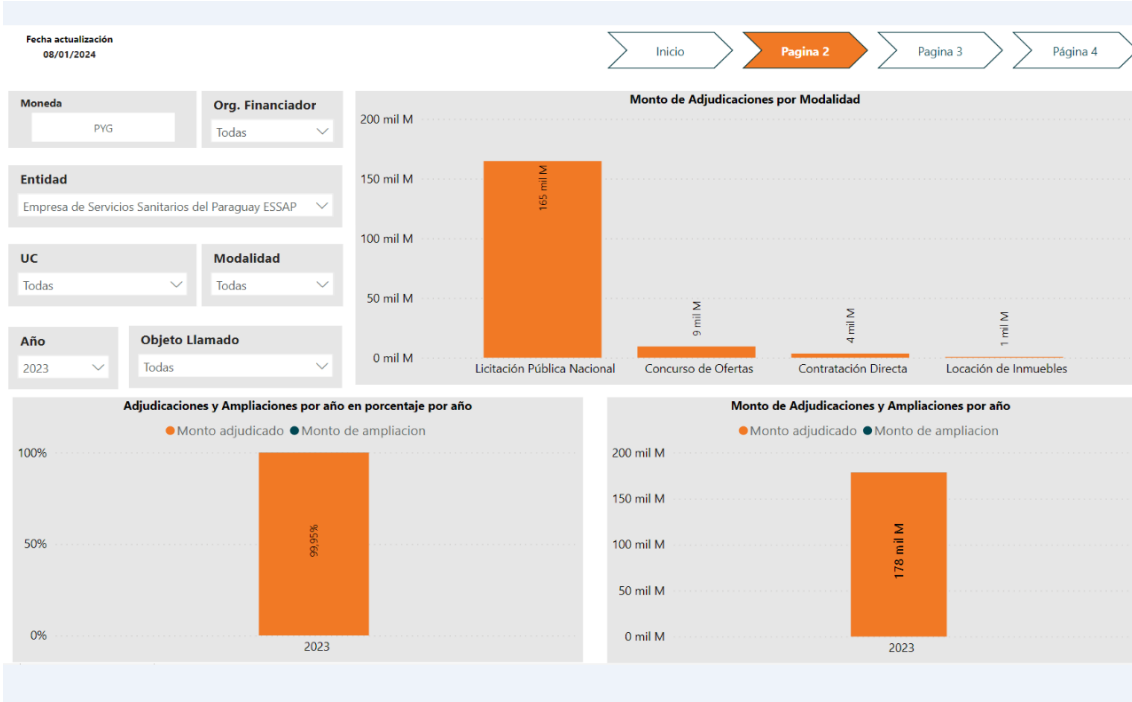 Fecha actualización
08/01/2024
Inicio
Pagina 2
Pagina 3
Página 4
Moneda
PYG
Org. Financiador
Todas
Entidad
Empresa de Servicios Sanitarios del Paraguay ESSAP
UC
Todas
Modalidad
Todas
Año
2023
Objeto Llamado
Todas
Monto de Adjudicaciones por Modalidad
200 mil M
150 mil M
100 mil M
50 mil M
0 mil M
165 mil M
9 mil M
4 mil M
1 mil M
Licitación Pública Nacional
Concurso de Ofertas
Contratación Directa
Locación de Inmuebles
Adjudicaciones y Ampliaciones por año en porcentaje por año
Monto adjudicado Monto de ampliacion
100%
50%
0%
99,95%
2023
Monto de Adjudicaciones y Ampliaciones por año
Monto adjudicado Monto de ampliacion
200 mil M
150 mil M
100 mil M
50 mil M
0 mil M
178 mil M
2023